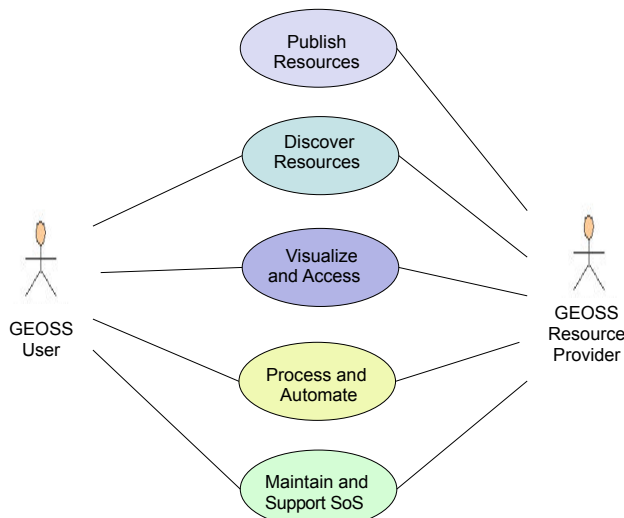 Publish
Resources
Discover
Resources
Visualize
and Access
GEOSS
User
GEOSS
Resource
Provider
Process and
Automate
Maintain and
Support SoS